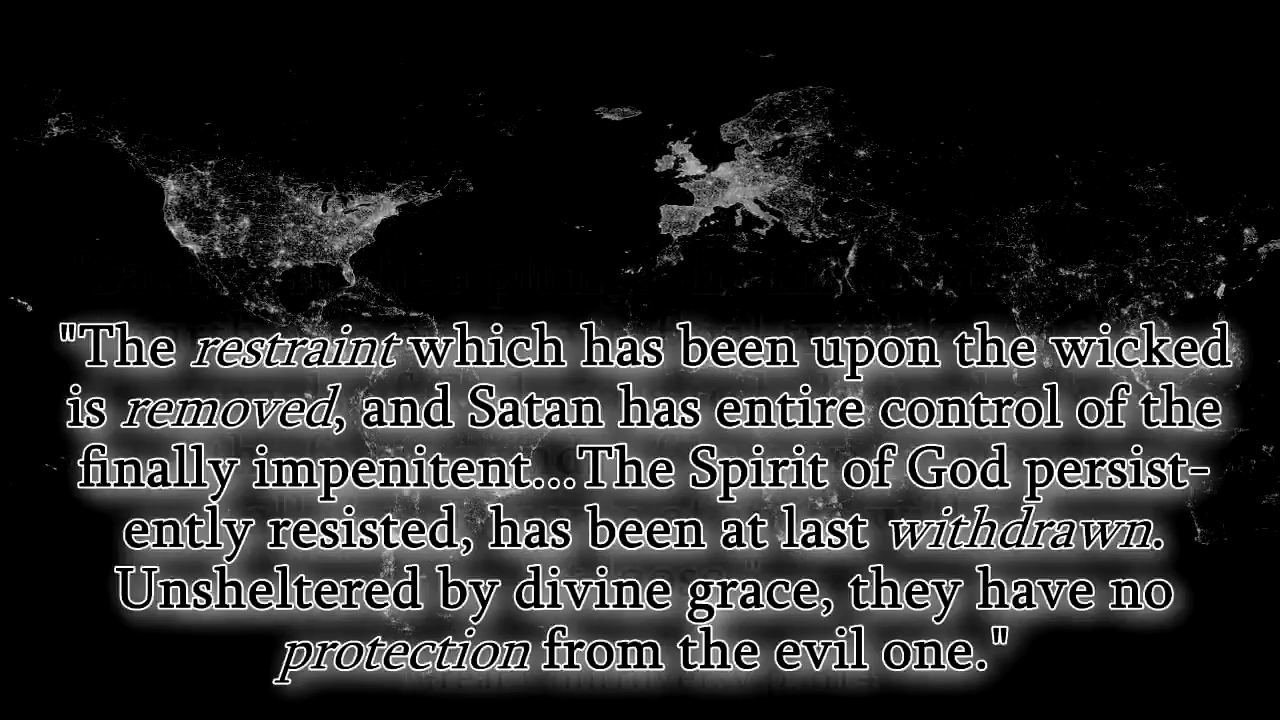 "The restraint which has been upon the wicked
is removed, and Satan has entire control of the
finally impenitent...The Spirit of God persist-
ently resisted, has been at last withdrawn.
Unsheltered by divine grace, they have no
protection from the evil one."